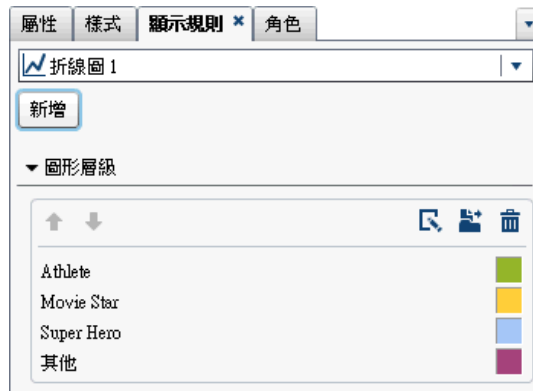 屬性 樣式 顯示規則 角色
折線圖 1
新增
圖形層級
Athlete
Movie Star
Super Hero
其他